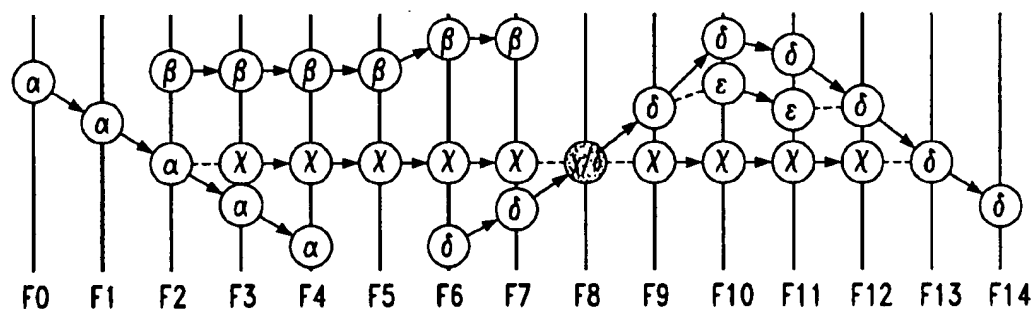 δ δ
β β
α β β β β ε
α δ ε δ
α χ χ χ χ χ χ/δ χ χ χ χ δ
α δ δ
α δ
F0 F1 F2 F3 F4 F5 F6 F7 F8 F9 F10 F11 F12 F13 F14